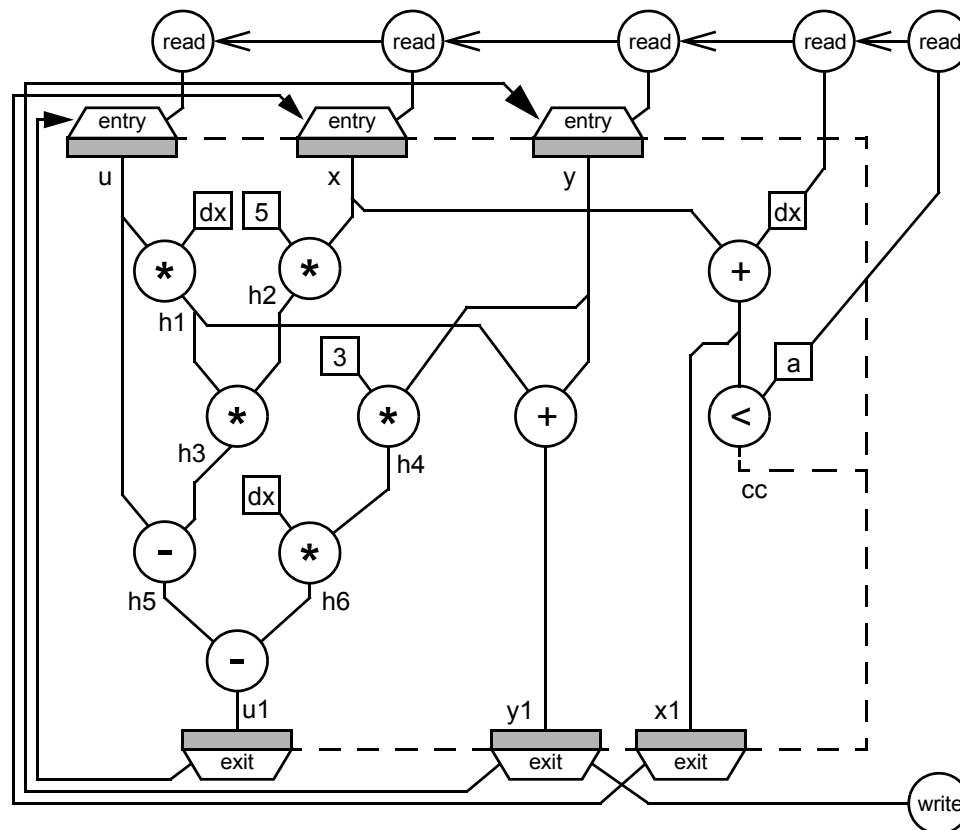 read read read read read
entry entry entry
u x y
dx 5 dx
* * +
h1 h2
3 a
* * + <
h3 h4
dx cc
- *
h5 h6
-
u1 y1 x1
exit exit exit
write